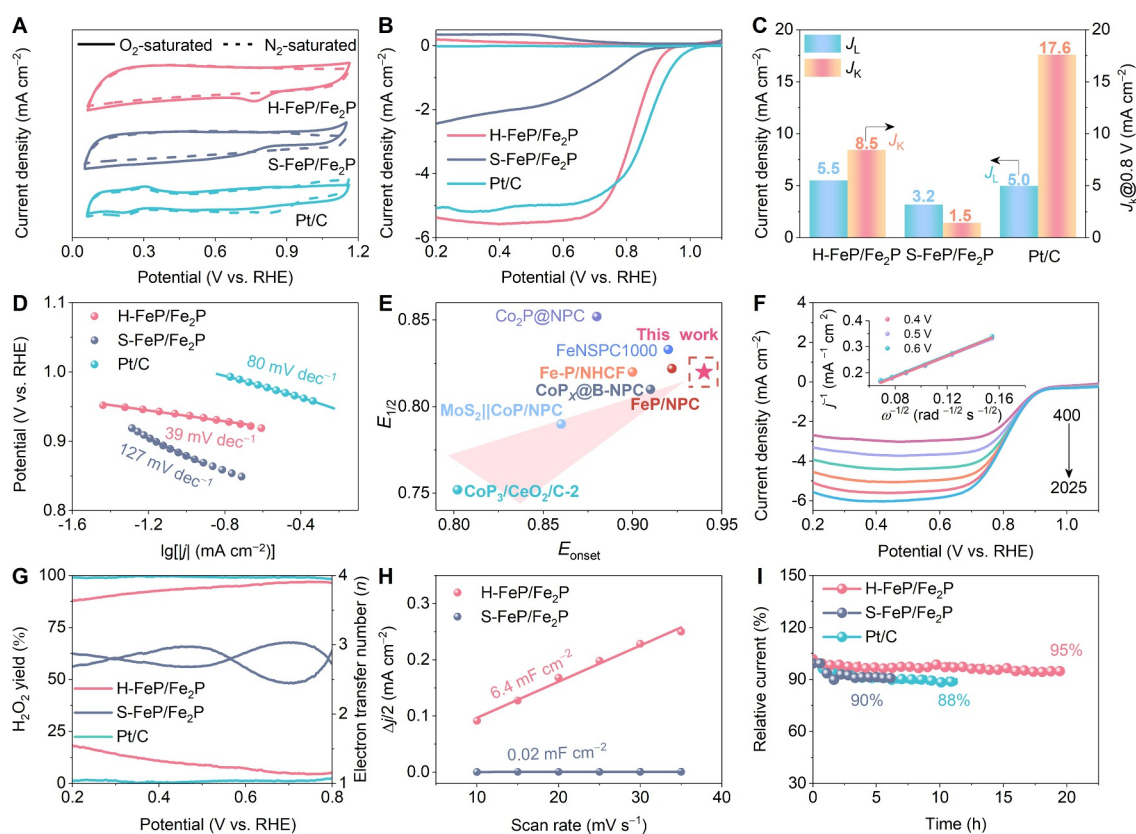 A
O₂-saturated
N₂-saturated
H-FeP/Fe₂P
S-FeP/Fe₂P
Pt/C
Current density (mA cm⁻²)
0.0 0.3 0.6 0.9 1.2
Potential (V vs. RHE)
B
0
-2
-4
-6
H-FeP/Fe₂P
S-FeP/Fe₂P
Pt/C
Current density (mA cm⁻²)
0.2 0.4 0.6 0.8 1.0
Potential (V vs. RHE)
C
J_L
J_K
20
15
10
5
0
5.5
8.5
J_K
3.2
1.5
J_L
5.0
17.6
20
15
10
5
0
Current density (mA cm⁻²)
J_k@0.8 V (mA cm⁻²)
H-FeP/Fe₂P S-FeP/Fe₂P Pt/C
D
H-FeP/Fe₂P
S-FeP/Fe₂P
Pt/C
80 mV dec⁻¹
39 mV dec⁻¹
127 mV dec⁻¹
1.1
1.0
0.9
0.8
Potential (V vs. RHE)
-1.6 -1.2 -0.8 -0.4
lg[|j| (mA cm⁻²)]
E
Co₂P@NPC
This work
FeNSPC1000
Fe-P/NHCF
CoP_X@B-NPC
FeP/NPC
MoS₂||CoP/NPC
CoP₃/CeO₂/C-2
0.85
0.80
0.75
E_1/2
0.80 0.85 0.90 0.95
E_onset
F
0.4 V
0.5 V
0.6 V
0.4
0.3
0.2
j⁻¹ (mA⁻¹ cm²)
0.08 0.12 0.16
ω⁻¹/² (rad⁻¹/² s⁻¹/²)
400
2025
0
-2
-4
-6
Current density (mA cm⁻²)
0.2 0.4 0.6 0.8 1.0
Potential (V vs. RHE)
G
100
75
50
25
0
4
3
2
1
H₂O₂ yield (%)
Electron transfer number (n)
H-FeP/Fe₂P
S-FeP/Fe₂P
Pt/C
0.2 0.4 0.6 0.8
Potential (V vs. RHE)
H
H-FeP/Fe₂P
S-FeP/Fe₂P
6.4 mF cm⁻²
0.02 mF cm⁻²
0.3
0.2
0.1
0.0
Δj/2 (mA cm⁻²)
10 20 30 40
Scan rate (mV s⁻¹)
I
H-FeP/Fe₂P
S-FeP/Fe₂P
Pt/C
95%
90%
88%
150
120
90
60
30
Relative current (%)
0 5 10 15 20
Time (h)